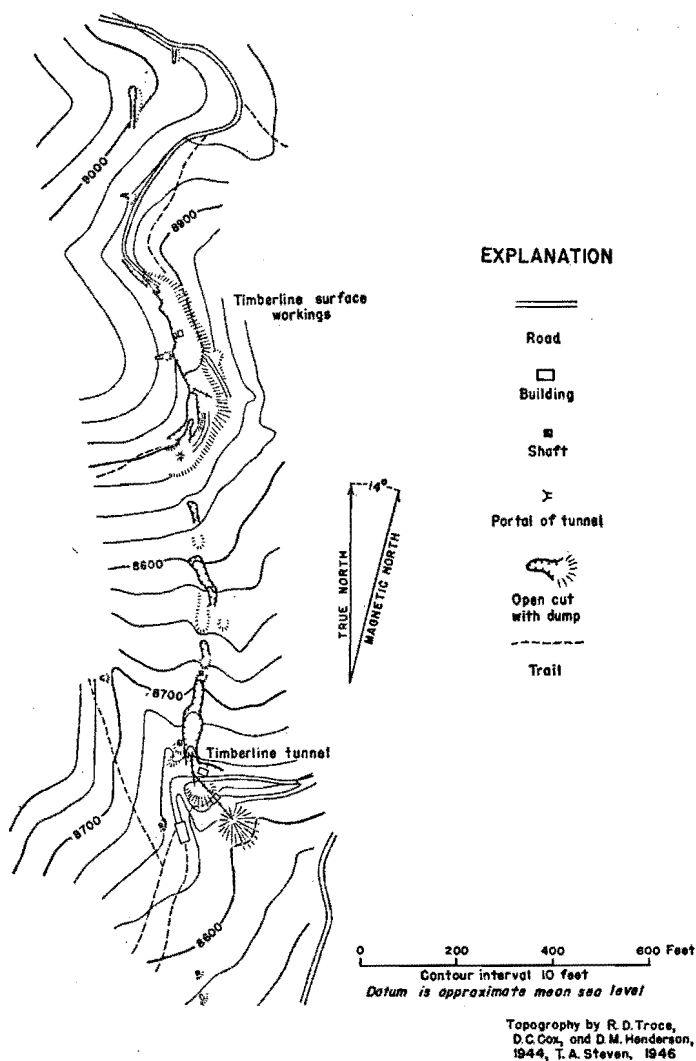 9000
8900
Timberline surface
workings
EXPLANATION
Road
Building
Shaft
Portal of tunnel
Open cut
with dump
Trail
14°
TRUE NORTH
MAGNETIC NORTH
8600
8700
Timberline tunnel
8700
8600
0 200 400 600 Feet
Contour interval 10 feet
Datum is approximate mean sea level
Topography by R.D. Troce,
D.C. Cox, and D.M. Henderson,
1944, T.A. Steven, 1946